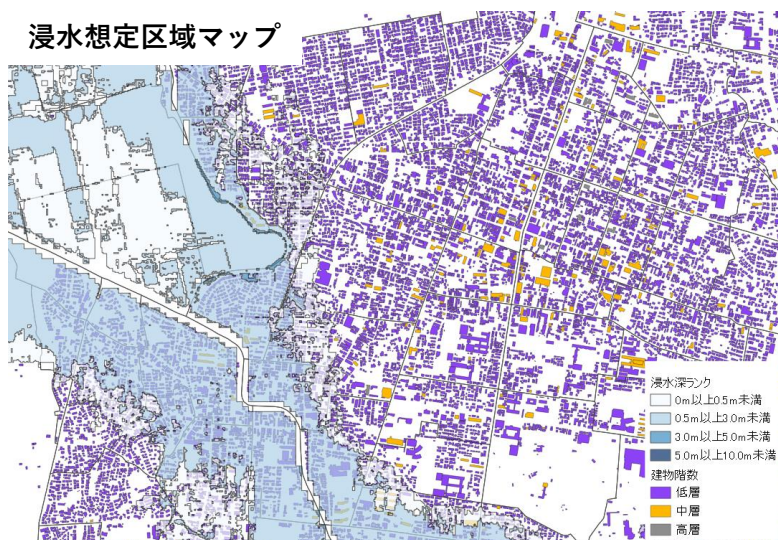 浸水想定区域マップ
浸水深ランク
0m以上0.5m未満
0.5m以上3.0m未満
3.0m以上5.0m未満
5.0m以上10.0m未満
建物階数
低層
中層
高層